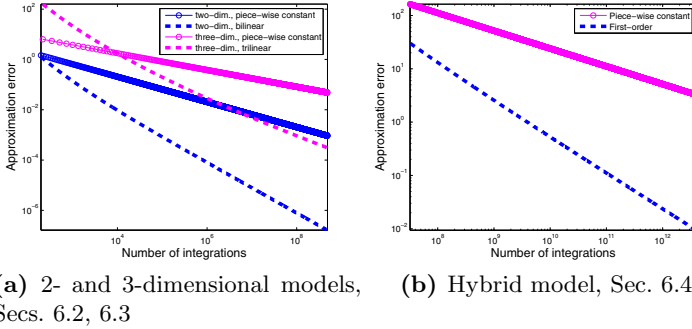 10²
10⁰
10⁻²
10⁻⁴
10⁻⁶
Approximation error
two-dim., piece-wise constant
two-dim., bilinear
three-dim., piece-wise constant
three-dim., trilinear
10⁴
10⁶
10⁸
Number of integrations
10²
10¹
10⁰
10⁻¹
10⁻²
Approximation error
Piece-wise constant
First-order
10⁸
10⁹
10¹⁰
10¹¹
10¹²
Number of integrations
(a) 2- and 3-dimensional models,
Secs. 6.2, 6.3
(b) Hybrid model, Sec. 6.4